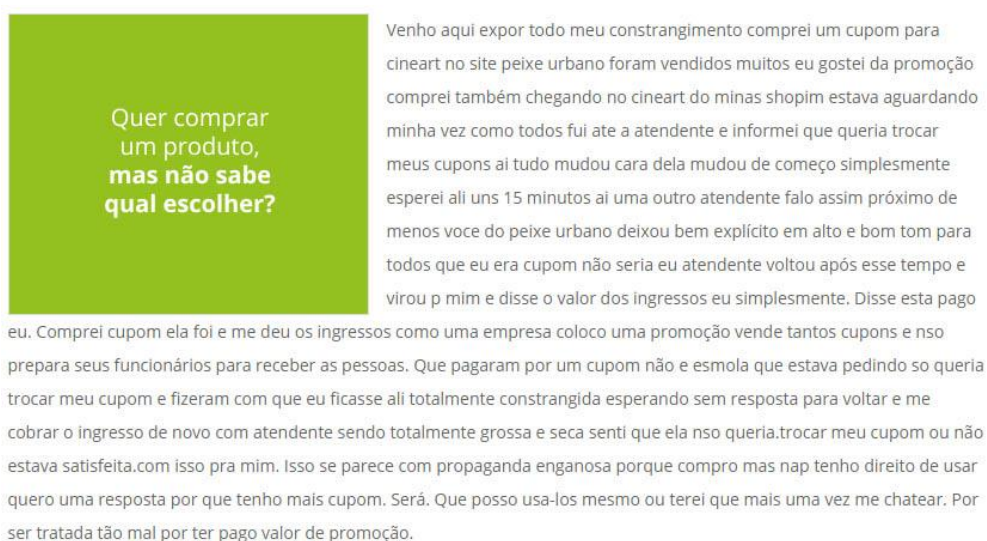 Quer comprar
um produto,
mas não sabe
qual escolher?
Venho aqui expor todo meu constrangimento comprei um cupom para
cineart no site peixe urbano foram vendidos muitos eu gostei da promoção
comprei também chegando no cineart do minas shopim estava aguardando
minha vez como todos fui ate a atendente e informei que queria trocar
meus cupons ai tudo mudou cara dela mudou de começo simplesmente
esperei ali uns 15 minutos ai uma outro atendente falo assim próximo de
menos voce do peixe urbano deixou bem explícito em alto e bom tom para
todos que eu era cupom não seria eu atendente voltou após esse tempo e
virou p mim e disse o valor dos ingressos eu simplesmente. Disse esta pago
eu. Comprei cupom ela foi e me deu os ingressos como uma empresa coloco uma promoção vende tantos cupons e nso
prepara seus funcionários para receber as pessoas. Que pagaram por um cupom não e esmola que estava pedindo so queria
trocar meu cupom e fizeram com que eu ficasse ali totalmente constrangida esperando sem resposta para voltar e me
cobrar o ingresso de novo com atendente sendo totalmente grossa e seca senti que ela nso queria.trocar meu cupom ou não
estava satisfeita.com isso pra mim. Isso se parece com propaganda enganosa porque compro mas nap tenho direito de usar
quero uma resposta por que tenho mais cupom. Será. Que posso usa-los mesmo ou terei que mais uma vez me chatear. Por
ser tratada tão mal por ter pago valor de promoção.